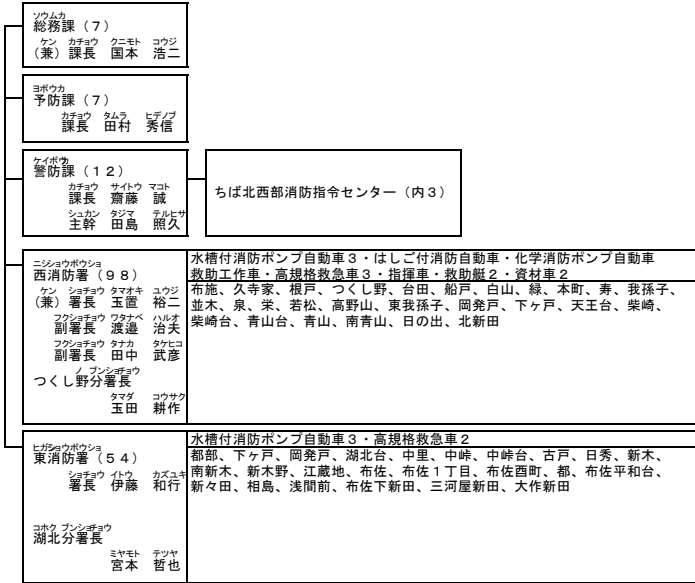 ソウムカ
総務課（７）
ケン カチョウ クニモト コウジ
（兼）課長 国本 浩二
ヨボウカ
予防課（７）
カチョウ タムラ ヒデノブ
課長 田村 秀信
ケイボウカ
警防課（１２）
カチョウ サイトウ マコト
課長 齋藤 誠
シュカン タジマ テルヒサ
主幹 田島 照久
ちば北西部消防指令センター（内３）
ニシショウボウショ
西消防署（９８）
ケン ショチョウ タマオキ ユウジ
（兼）署長 玉置 裕二
フクショチョウ ワタナベ ハルオ
副署長 渡邉 治夫
フクショチョウ タナカ タケヒコ
副署長 田中 武彦
ノ ブンショチョウ
つくし野分署長
タマダ コウサク
玉田 耕作
水槽付消防ポンプ自動車３・はしご付消防自動車・化学消防ポンプ自動車
救助工作車・高規格救急車３・指揮車・救助艇２・資材車２
布施、久寺家、根戸、つくし野、台田、船戸、白山、緑、本町、寿、我孫子、
並木、泉、栄、若松、高野山、東我孫子、岡発戸、下ヶ戸、天王台、柴崎、
柴崎台、青山台、青山、南青山、日の出、北新田
ヒガショウボウショ
東消防署（５４）
ショチョウ イトウ カズユキ
署長 伊藤 和行
コホク ブンショチョウ
湖北分署長
ミヤモト テツヤ
宮本 哲也
水槽付消防ポンプ自動車３・高規格救急車２
都部、下ヶ戸、岡発戸、湖北台、中里、中峠、中峠台、古戸、日秀、新木、
南新木、新木野、江蔵地、布佐、布佐１丁目、布佐酉町、都、布佐平和台、
新々田、相島、浅間前、布佐下新田、三河屋新田、大作新田